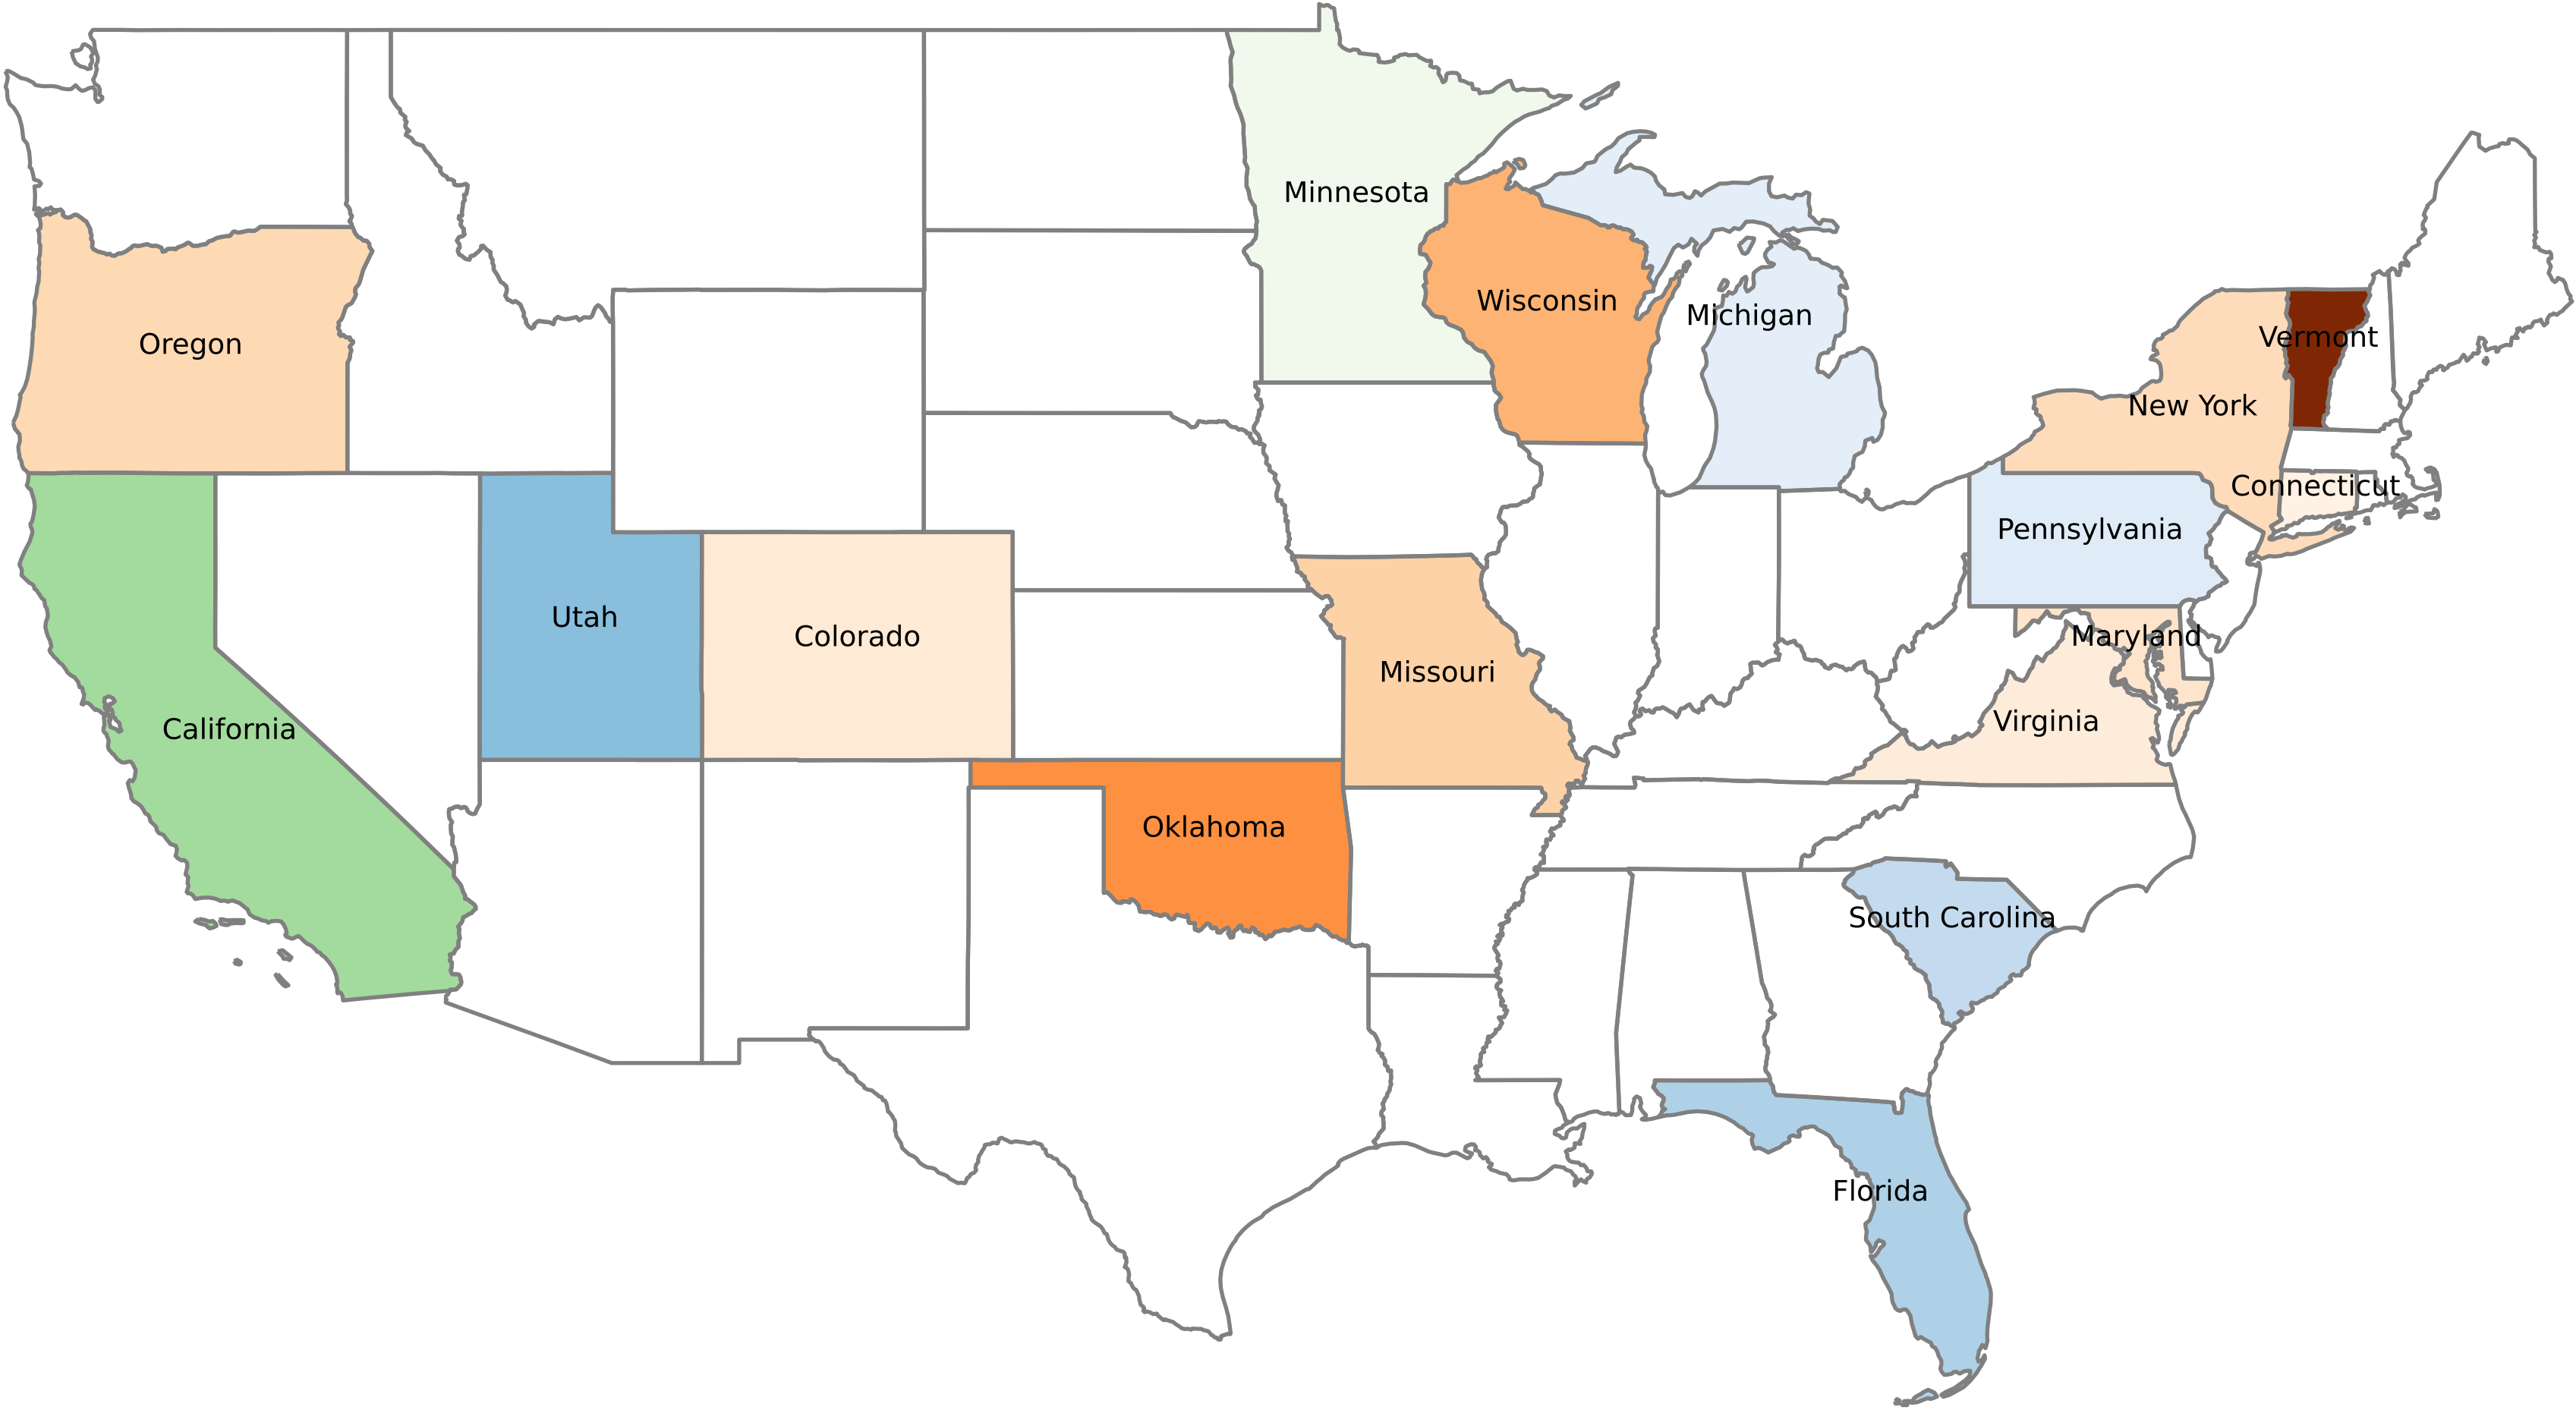 Minnesota
Wisconsin
Michigan
Vermont
Oregon
New York
Connecticut
Pennsylvania
Utah
Colorado
Maryland
Missouri
Virginia
California
Oklahoma
South Carolina
Florida